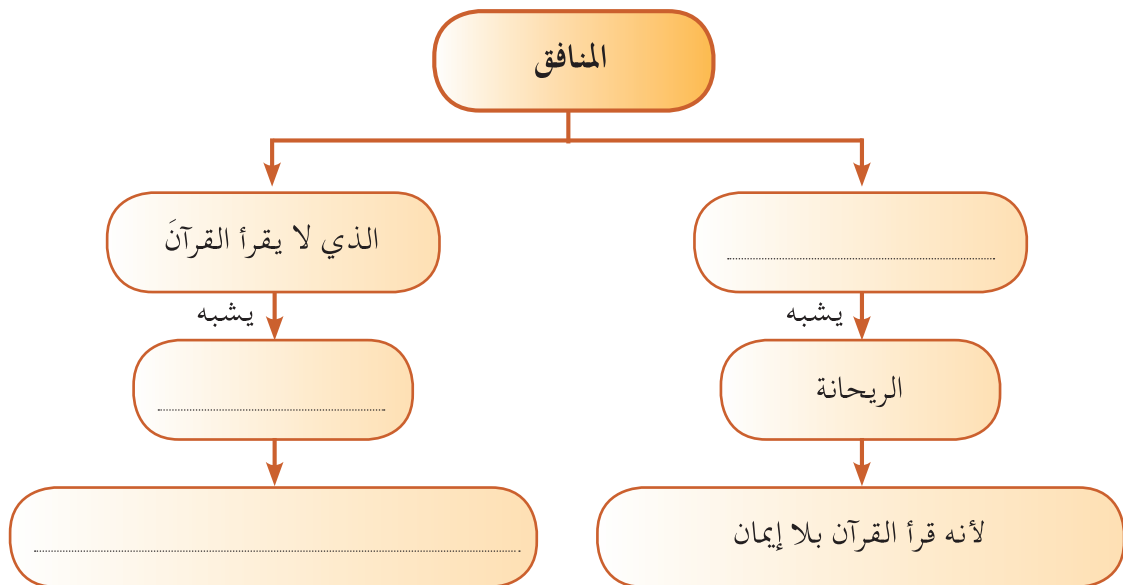 المنافق
الذي لا يقرأ القرآنَ
يشبه
يشبه
الريحانة
لأنه قرأ القرآن بلا إيمان